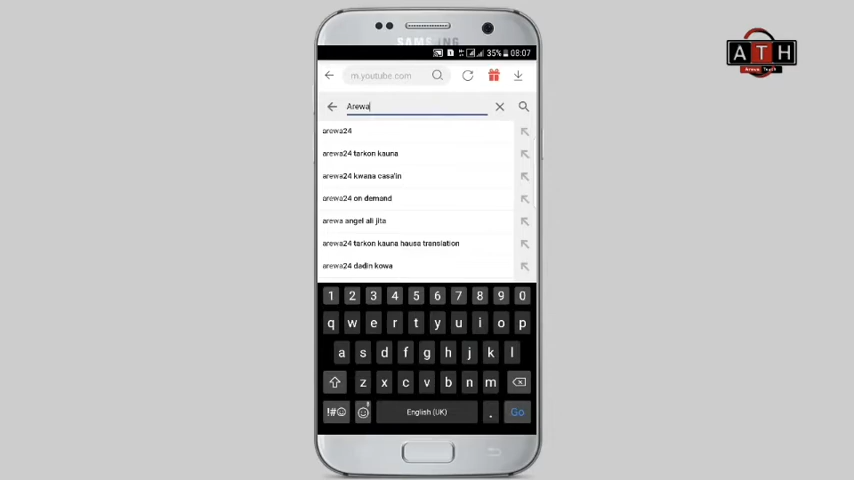 SAMSUNG
35% 08:07
m.youtube.com
Arewa
arewa24
arewa24 tarkon kauna
arewa24 kwana casa'in
arewa24 on demand
arewa angel ali jita
arewa24 tarkon kauna hausa translation
arewa24 dadin kowa
1 2 3 4 5 6 7 8 9 0
q w e r t y u i o p
a s d f g h j k l
z x c v b n m
!#☺ English (UK) . Go
ATH